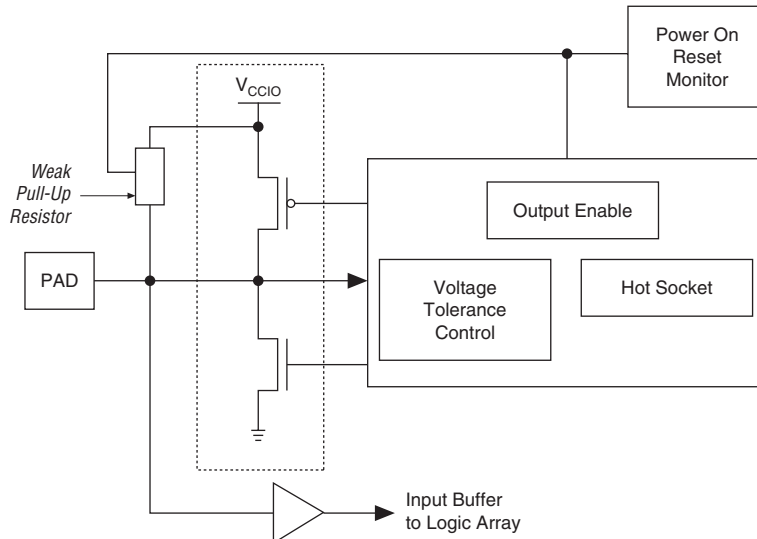 Power On
Reset
Monitor
V_CCIO
Weak
Pull-Up
Resistor
Output Enable
PAD
Voltage
Tolerance
Control
Hot Socket
Input Buffer
to Logic Array